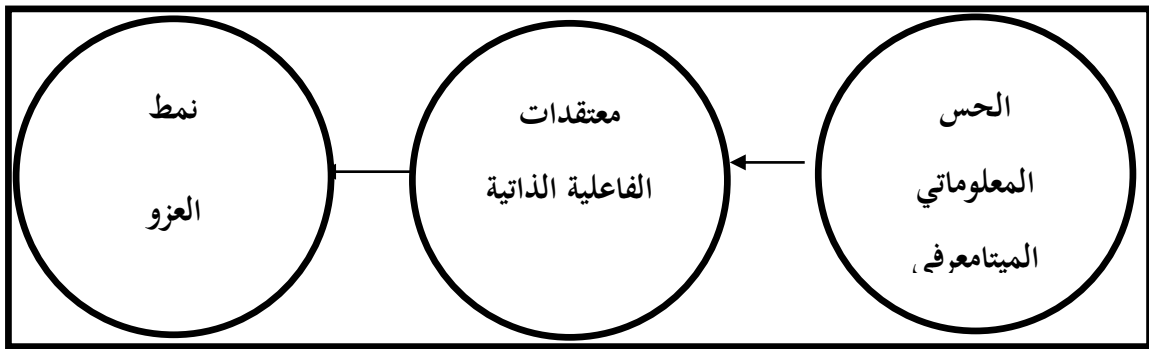 الحس
المعلوماتي
الميتامعرفي
معتقدات
الفاعلية الذاتية
نمط
العزو